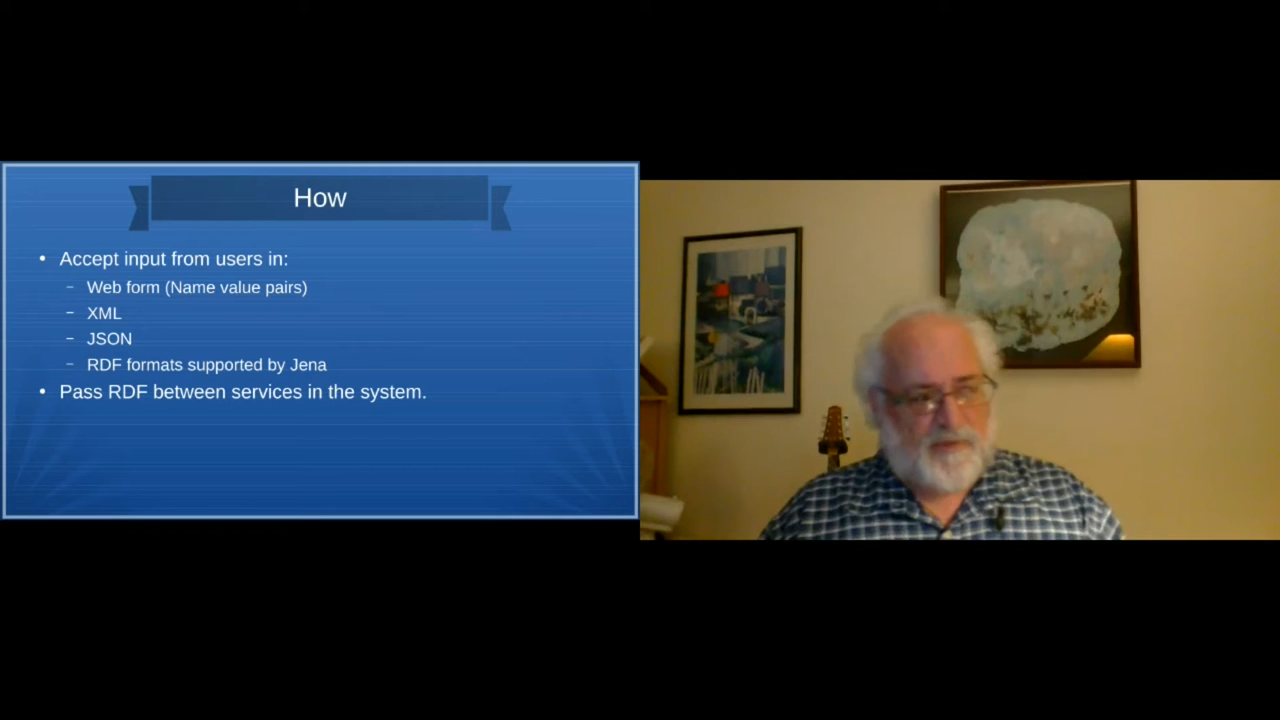 How
• Accept input from users in:
– Web form (Name value pairs)
– XML
– JSON
– RDF formats supported by Jena
• Pass RDF between services in the system.